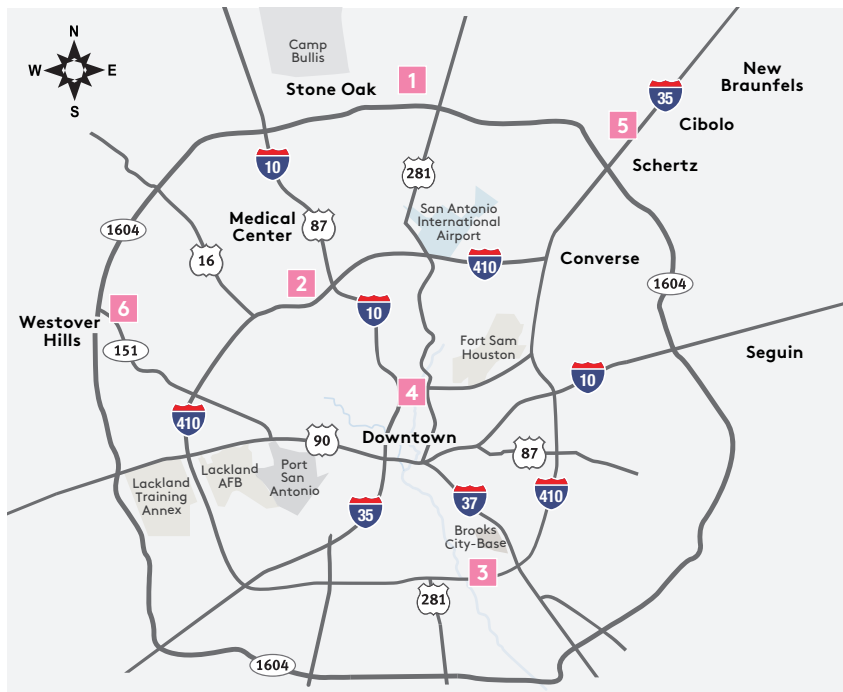 N
W E
S
Camp
Bullis
Stone Oak
1
New
Braunfels
35
5
Cibolo
Schertz
10
281
San Antonio
International
Airport
Medical
Center
87
1604
16
410
Converse
2
1604
6
10
Westover
Hills
151
Fort Sam
Houston
Seguin
10
4
410
90
Downtown
87
Lackland
Training
Annex
Lackland
AFB
Port
San
Antonio
35
37
410
Brooks
City-Base
3
281
1604